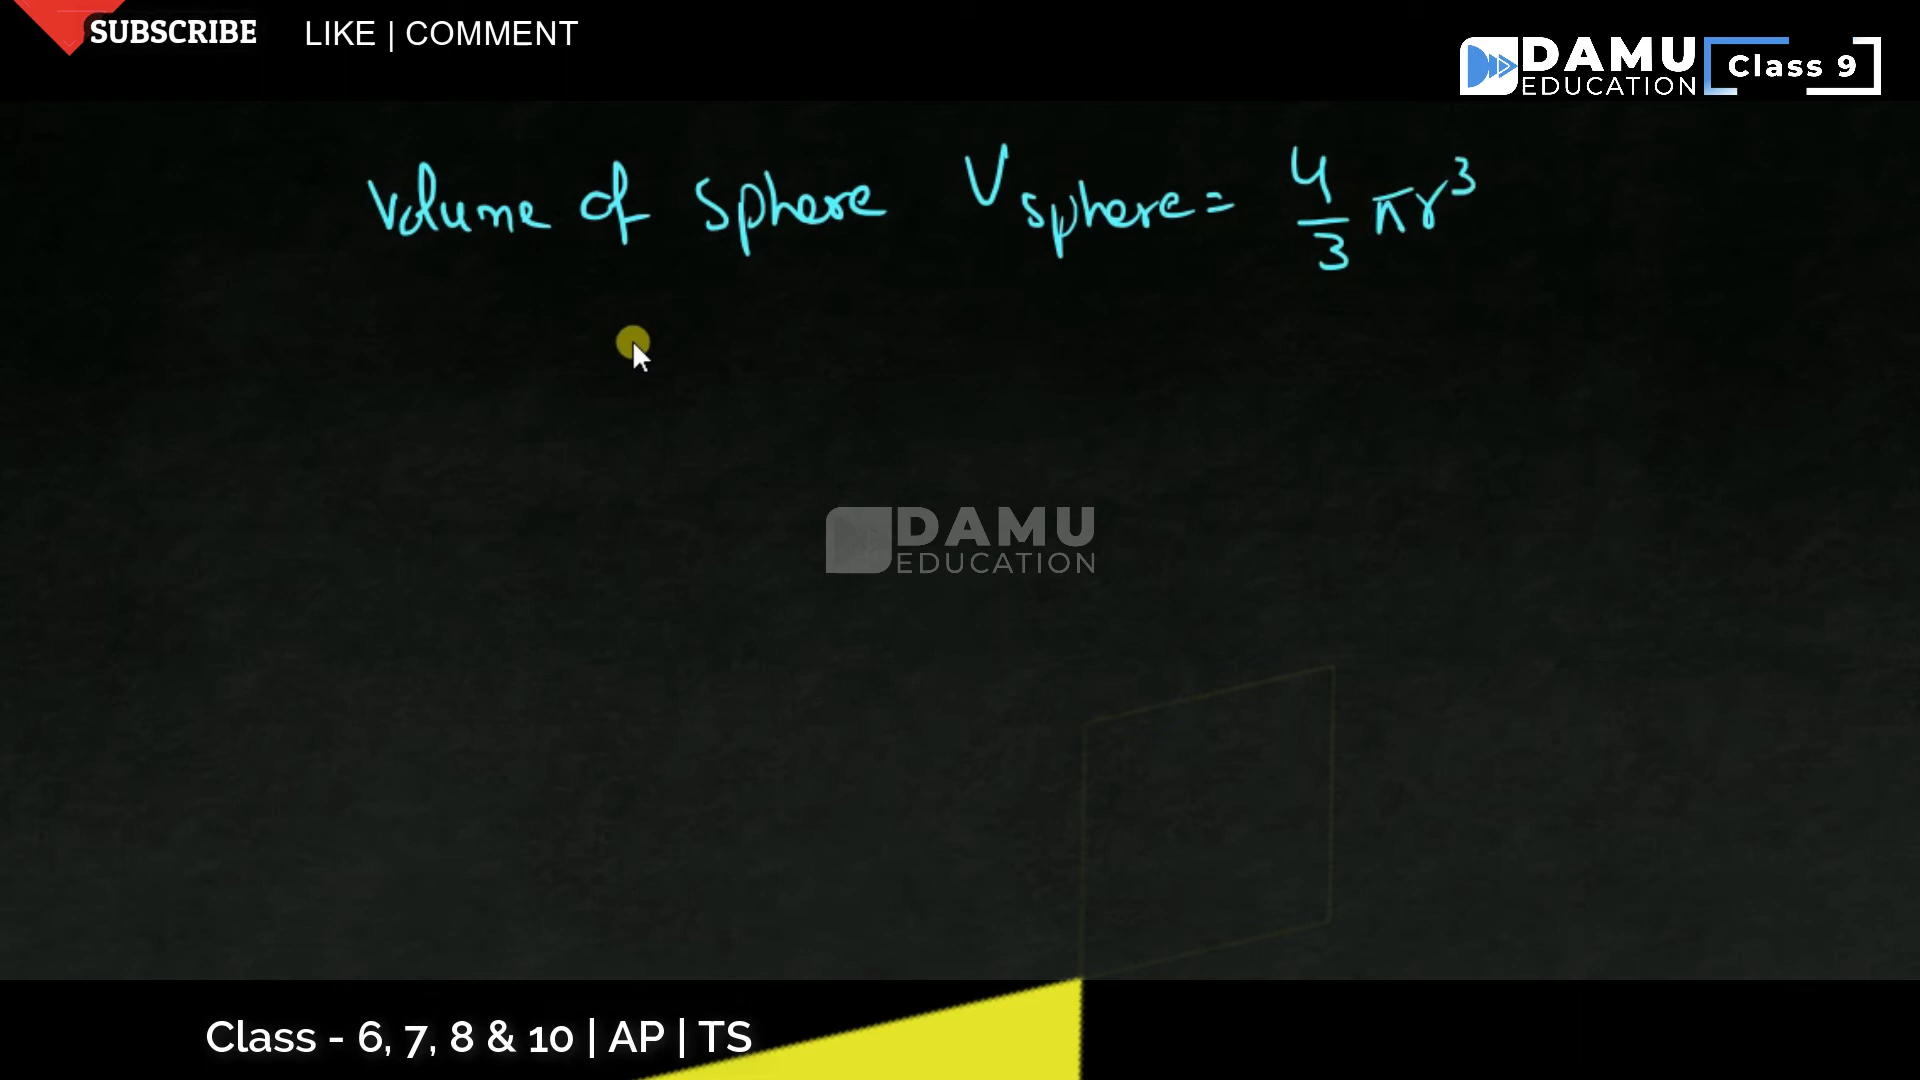 SUBSCRIBE LIKE | COMMENT
DAMU EDUCATION Class 9
Volume of Sphere V sphere = 4/3 πr³
DAMU
EDUCATION
Class - 6, 7, 8 & 10 | AP | TS